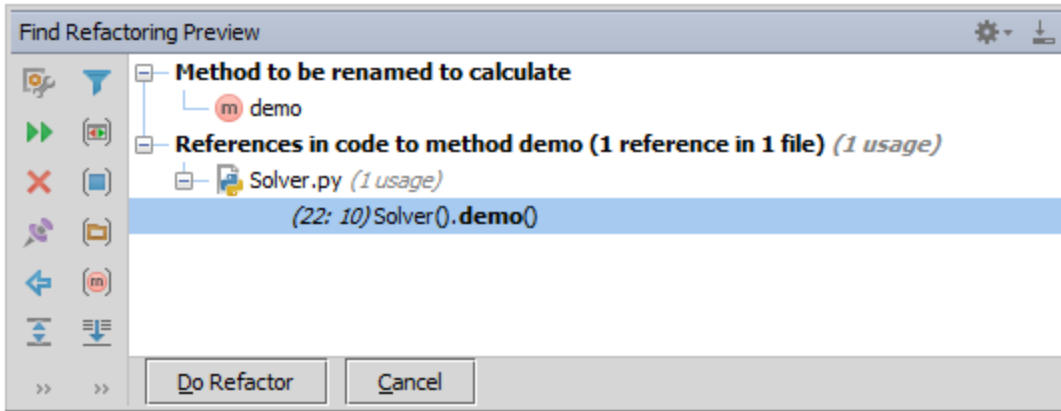 Find Refactoring Preview
Method to be renamed to calculate
m demo
References in code to method demo (1 reference in 1 file) (1 usage)
Solver.py (1 usage)
(22: 10) Solver().demo()
m
>> >>
Do Refactor Cancel